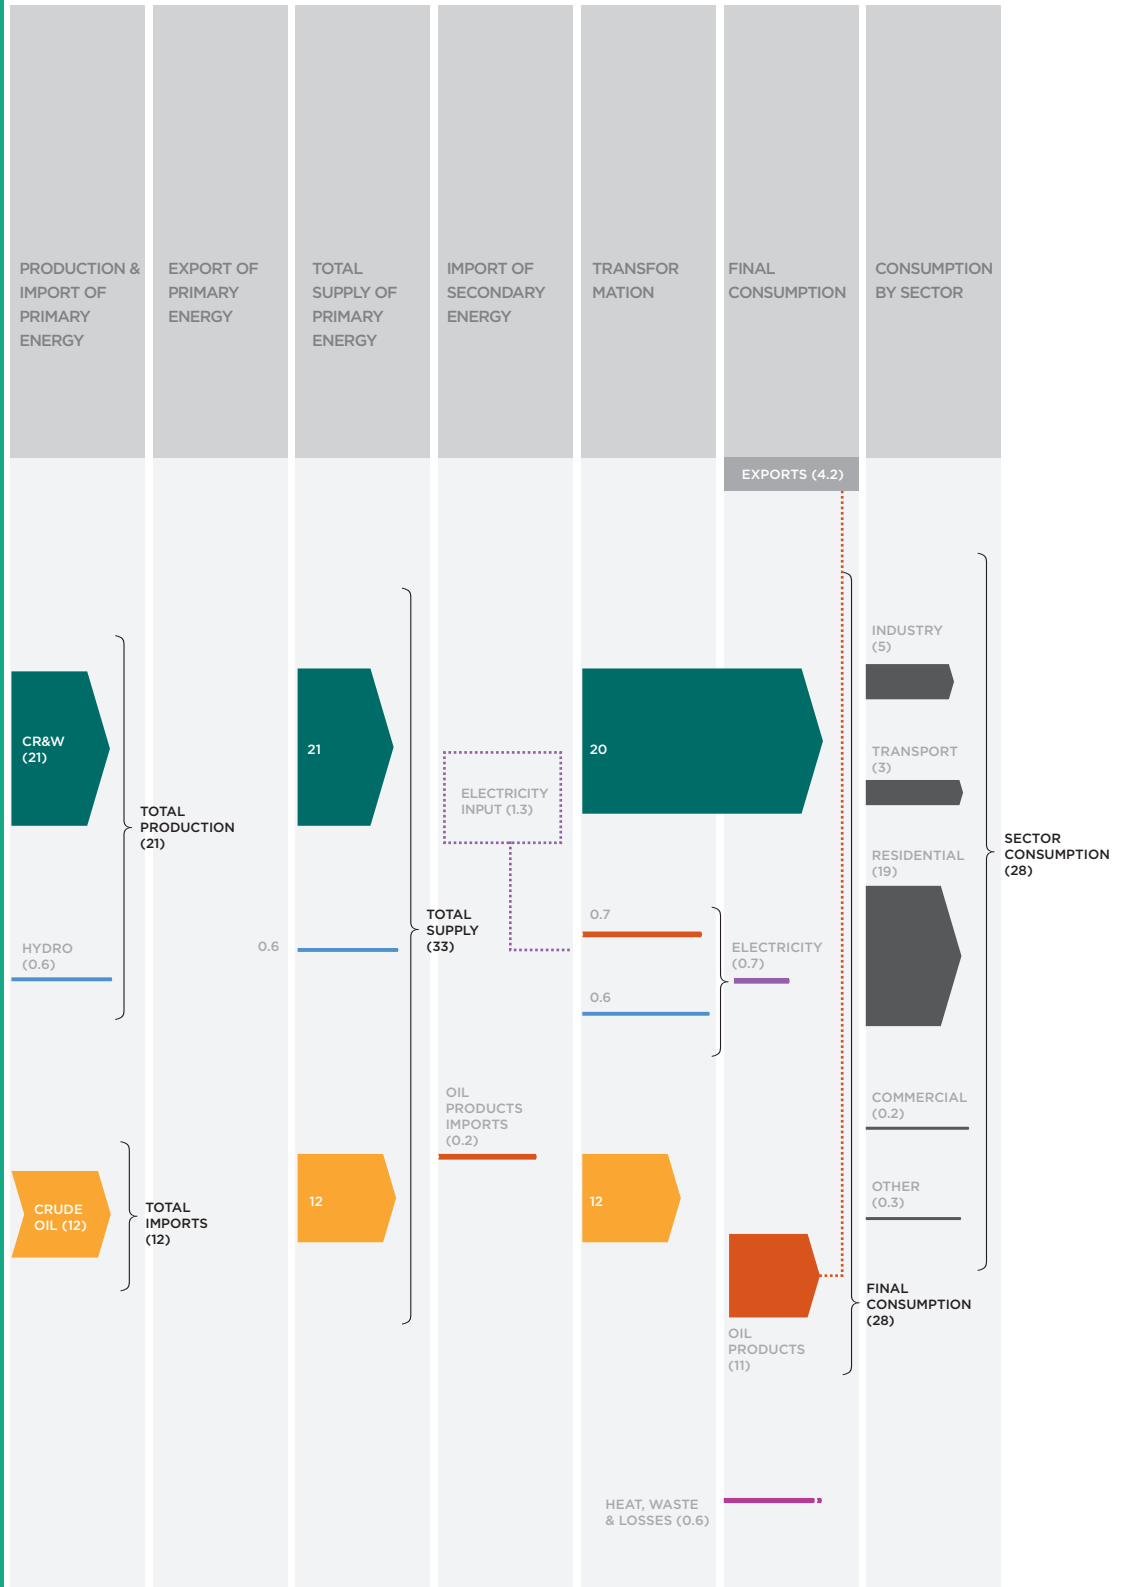 PRODUCTION &
IMPORT OF
PRIMARY
ENERGY
EXPORT OF
PRIMARY
ENERGY
TOTAL
SUPPLY OF
PRIMARY
ENERGY
IMPORT OF
SECONDARY
ENERGY
TRANSFOR
MATION
FINAL
CONSUMPTION
CONSUMPTION
BY SECTOR
EXPORTS (4.2)
CR&W
(21)
TOTAL
PRODUCTION
(21)
HYDRO
(0.6)
CRUDE
OIL (12)
TOTAL
IMPORTS
(12)
21
0.6
12
TOTAL
SUPPLY
(33)
ELECTRICITY
INPUT (1.3)
OIL
PRODUCTS
IMPORTS
(0.2)
20
0.7
0.6
12
ELECTRICITY
(0.7)
OIL
PRODUCTS
(11)
HEAT, WASTE
& LOSSES (0.6)
FINAL
CONSUMPTION
(28)
INDUSTRY
(5)
TRANSPORT
(3)
RESIDENTIAL
(19)
COMMERCIAL
(0.2)
OTHER
(0.3)
SECTOR
CONSUMPTION
(28)